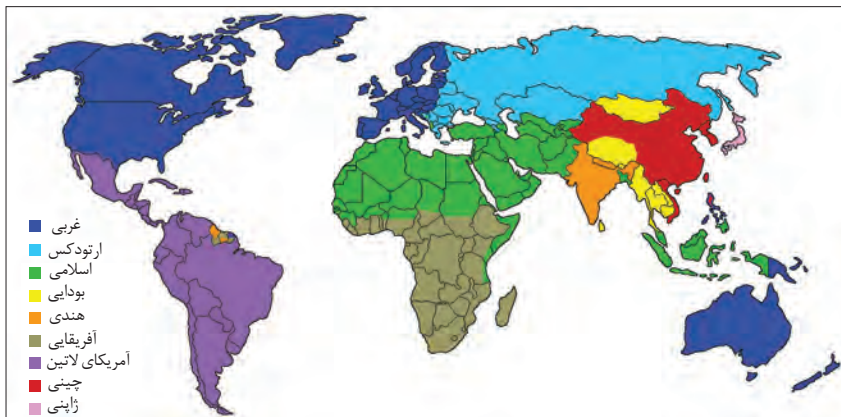 غربی
ارتودکس
اسلامی
بودایی
هندی
آفریقایی
آمریکای لاتین
چینی
ژاپنی